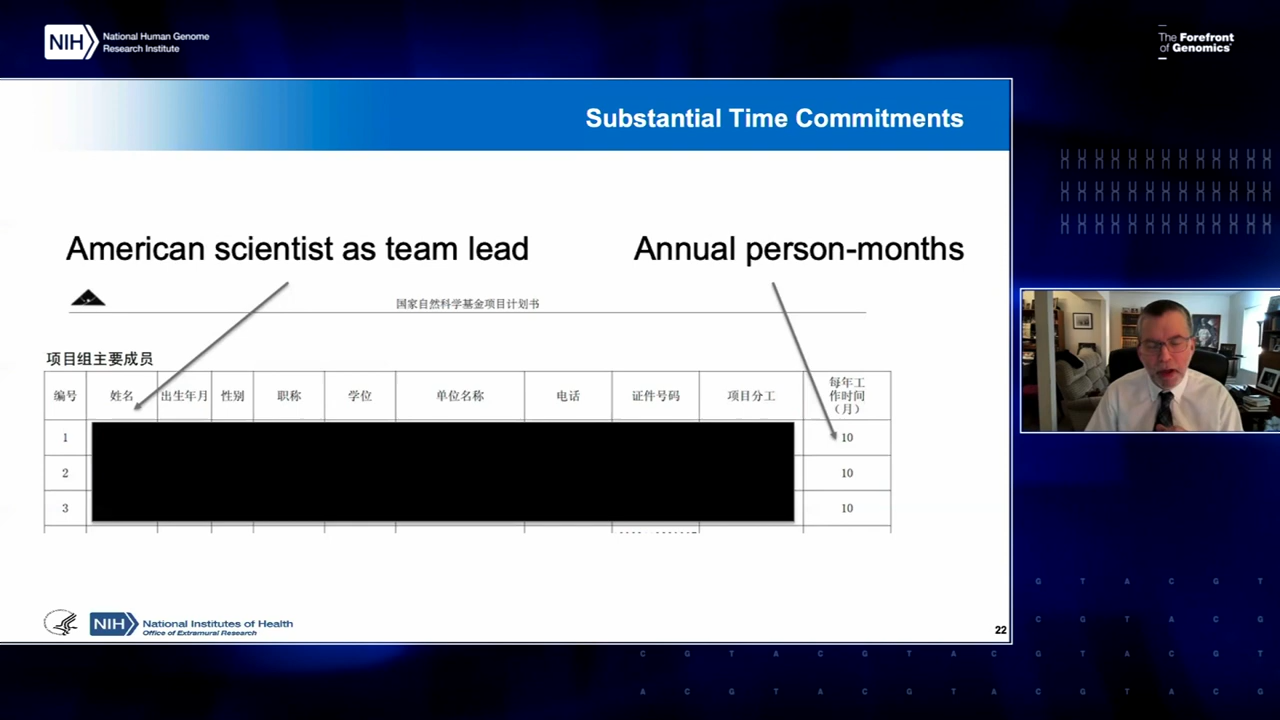 NIH National Human Genome
Research Institute
The Forefront
of Genomics
Substantial Time Commitments
American scientist as team lead
Annual person-months
国家自然科学基金项目计划书
项目组主要成员
编号 姓名 出生年月 性别 职称 学位 单位名称 电话 证件号码 项目分工 每年工
作时间
（月）
1 10
2 10
3 10
NIH National Institutes of Health
Office of Extramural Research
22
G T A C G T
C G T A C G
C G T A C G T A C G T A C G T
A C G T A C G T A C G T A C G